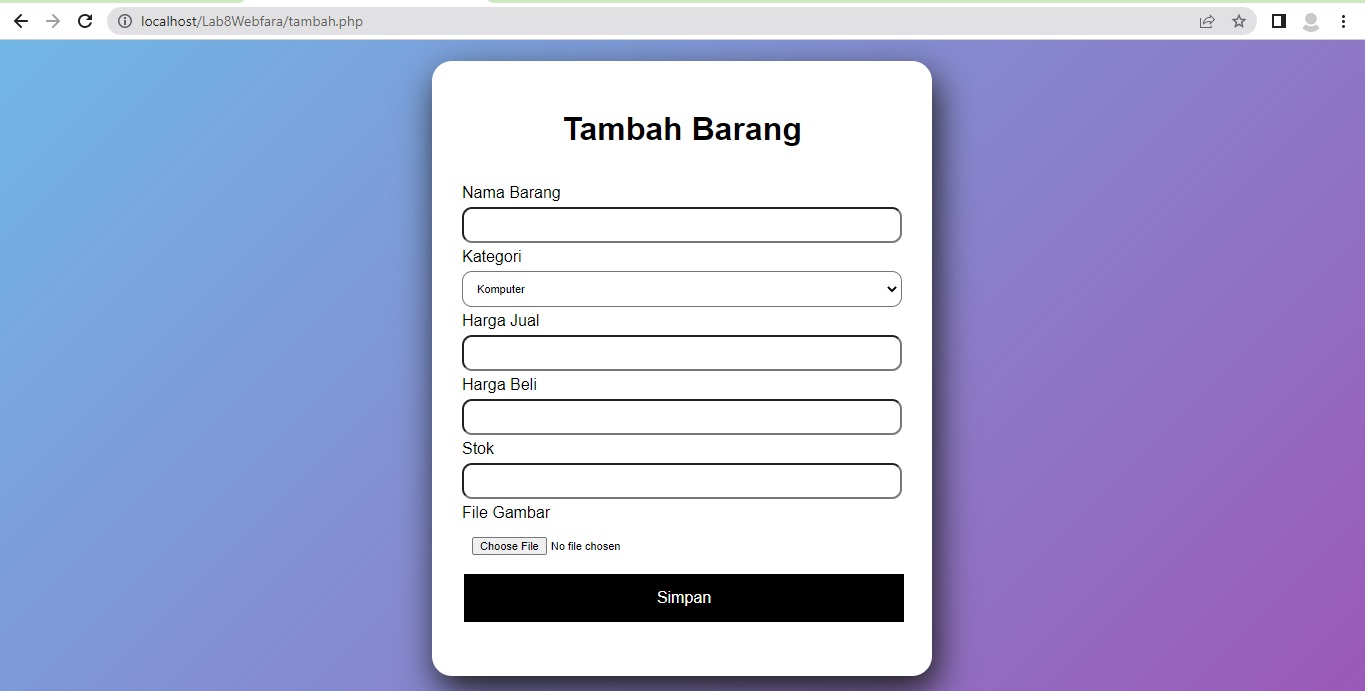 localhost/Lab8Webfara/tambah.php
Tambah Barang
Nama Barang
Kategori
Komputer
Harga Jual
Harga Beli
Stok
File Gambar
Choose File No file chosen
Simpan